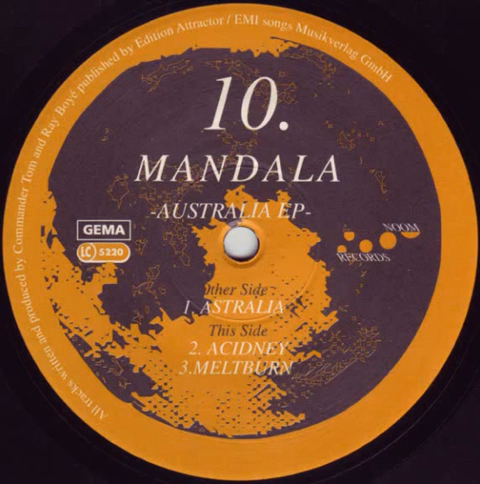 All tracks written and produced by Commander Tom and Ray Boyé published by Edition Attractor / EMI songs Musikverlag GmbH
10.
MANDALA
-AUSTRALIA EP-
GEMA
LC 5220
NOOM
RECORDS
Other Side
1. ASTRALIA
This Side
2. ACIDNEY
3.MELTBURN